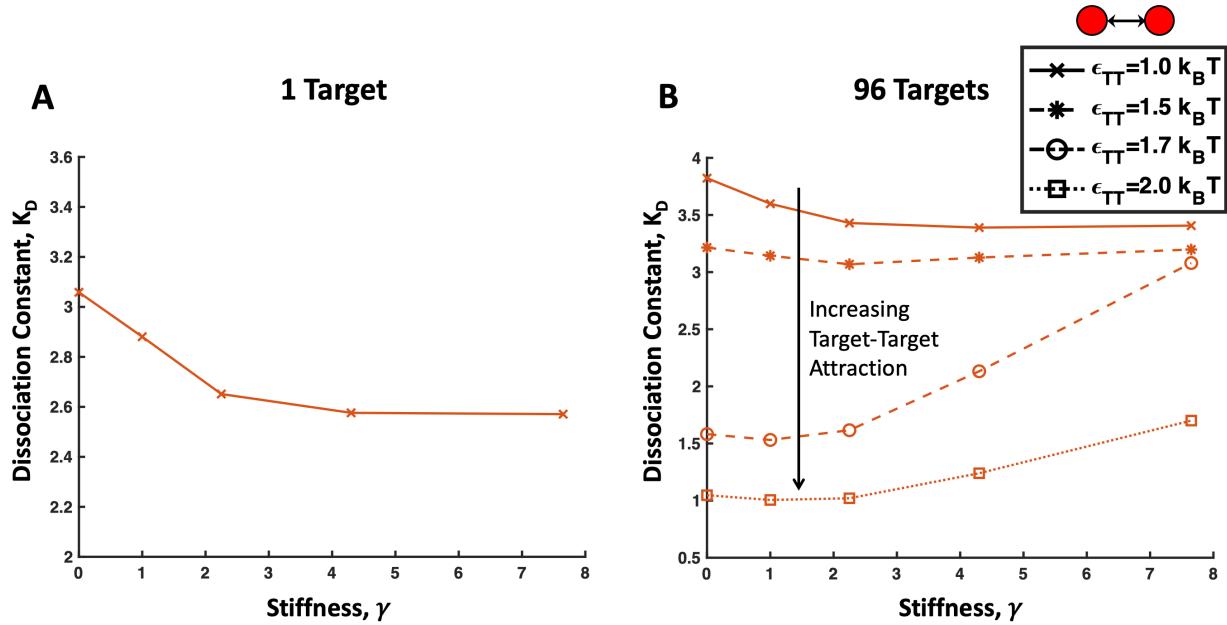 A
1 Target
3.6
3.4
3.2
3
2.8
2.6
2.4
2.2
2
0 1 2 3 4 5 6 7 8
Dissociation Constant, K_D
Stiffness, γ
B
96 Targets
ϵ_TT=1.0 k_BT
ϵ_TT=1.5 k_BT
ϵ_TT=1.7 k_BT
ϵ_TT=2.0 k_BT
4
3.5
3
2.5
2
1.5
1
0.5
0 1 2 3 4 5 6 7 8
Increasing
Target-Target
Attraction
Dissociation Constant, K_D
Stiffness, γ